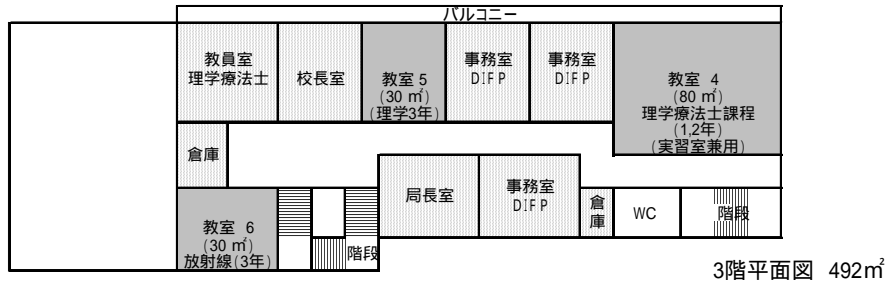 バルコニー
教員室
理学療法士
校長室
教室 5
(30 ㎡)
(理学3年)
事務室
DIFP
事務室
DIFP
教室 4
(80 ㎡)
理学療法士課程
(1,2年)
(実習室兼用)
倉庫
局長室
事務室
DIFP
倉庫
WC
階段
教室 6
(30 ㎡)
放射線(3年)
階段
3階平面図 492㎡